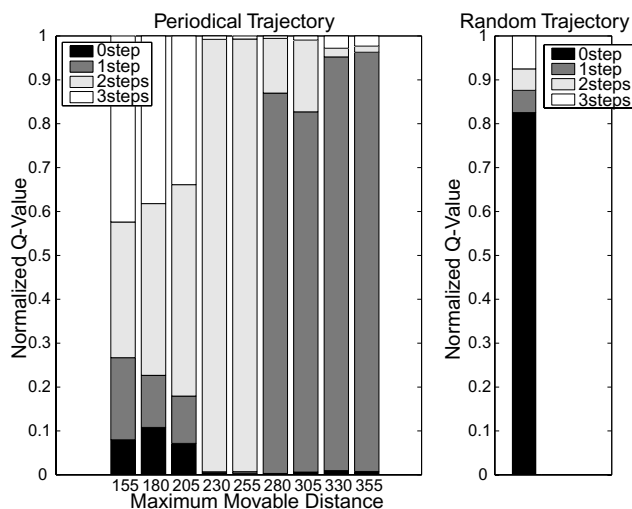 Periodical Trajectory
Normalized Q-Value
1
0.9
0.8
0.7
0.6
0.5
0.4
0.3
0.2
0.1
0
0step
1step
2steps
3steps
155 180 205 230 255 280 305 330 355
Maximum Movable Distance
Random Trajectory
Normalized Q-Value
1
0.9
0.8
0.7
0.6
0.5
0.4
0.3
0.2
0.1
0
0step
1step
2steps
3steps